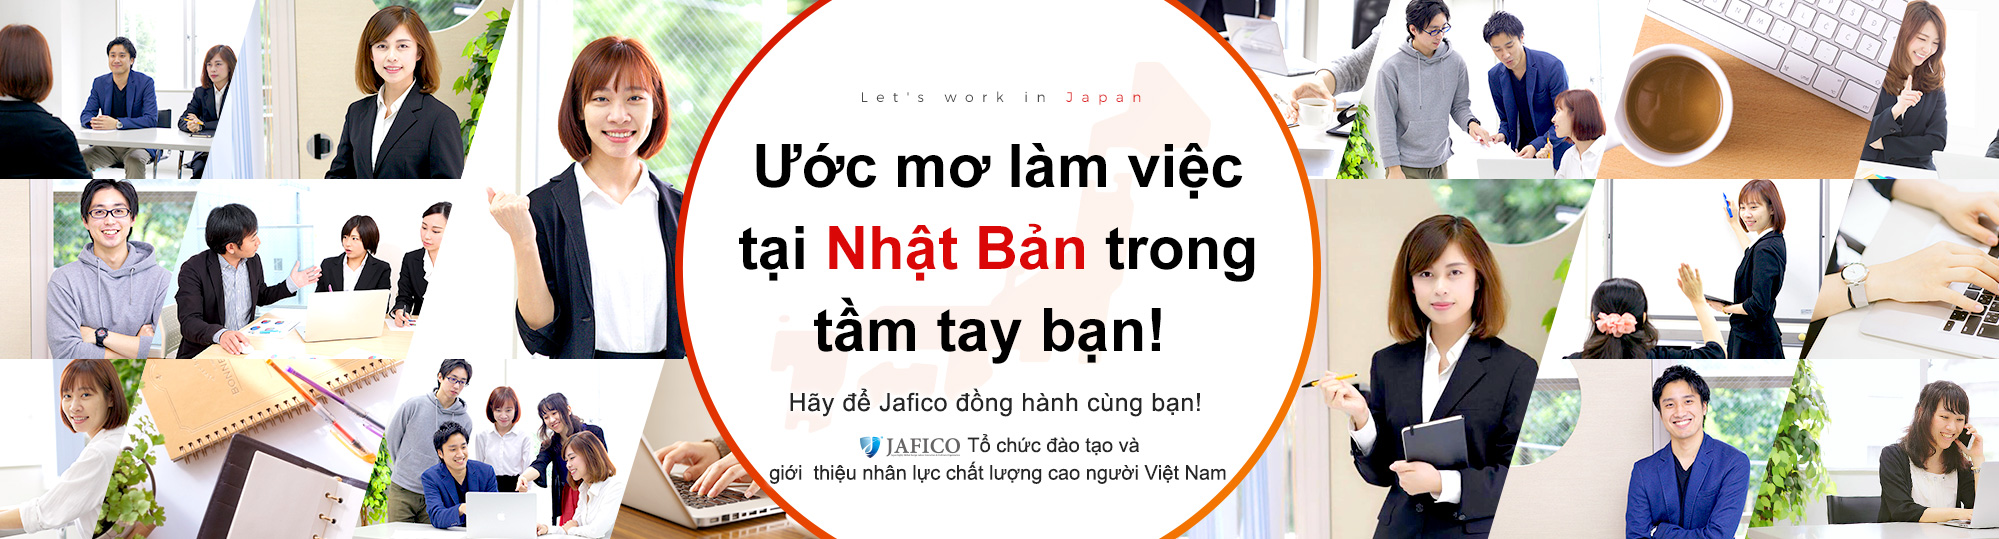 Let's work in Japan
Ước mơ làm việc
tại Nhật Bản trong
tầm tay bạn!
Hãy để Jafico đồng hành cùng bạn!
JAFICO Tổ chức đào tạo và
giới thiệu nhân lực chất lượng cao người Việt Nam